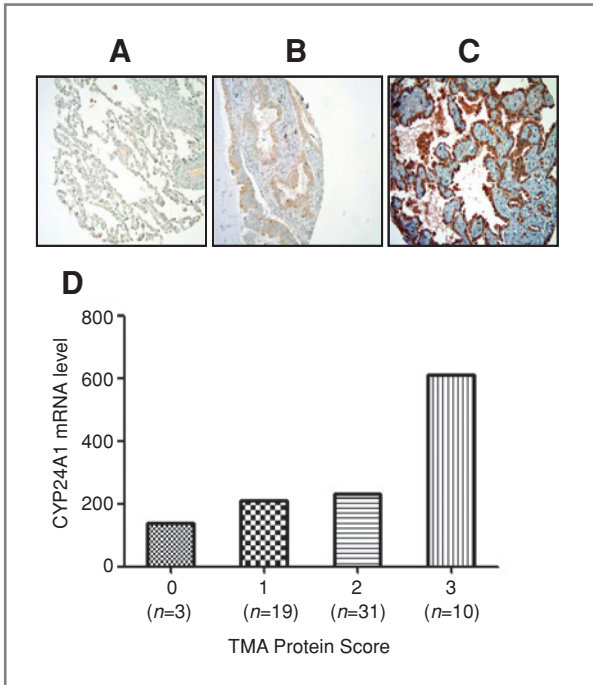 A
B
C
D
800
600
400
200
0
CYP24A1 mRNA level
0
1
2
3
(n=3)
(n=19)
(n=31)
(n=10)
TMA Protein Score